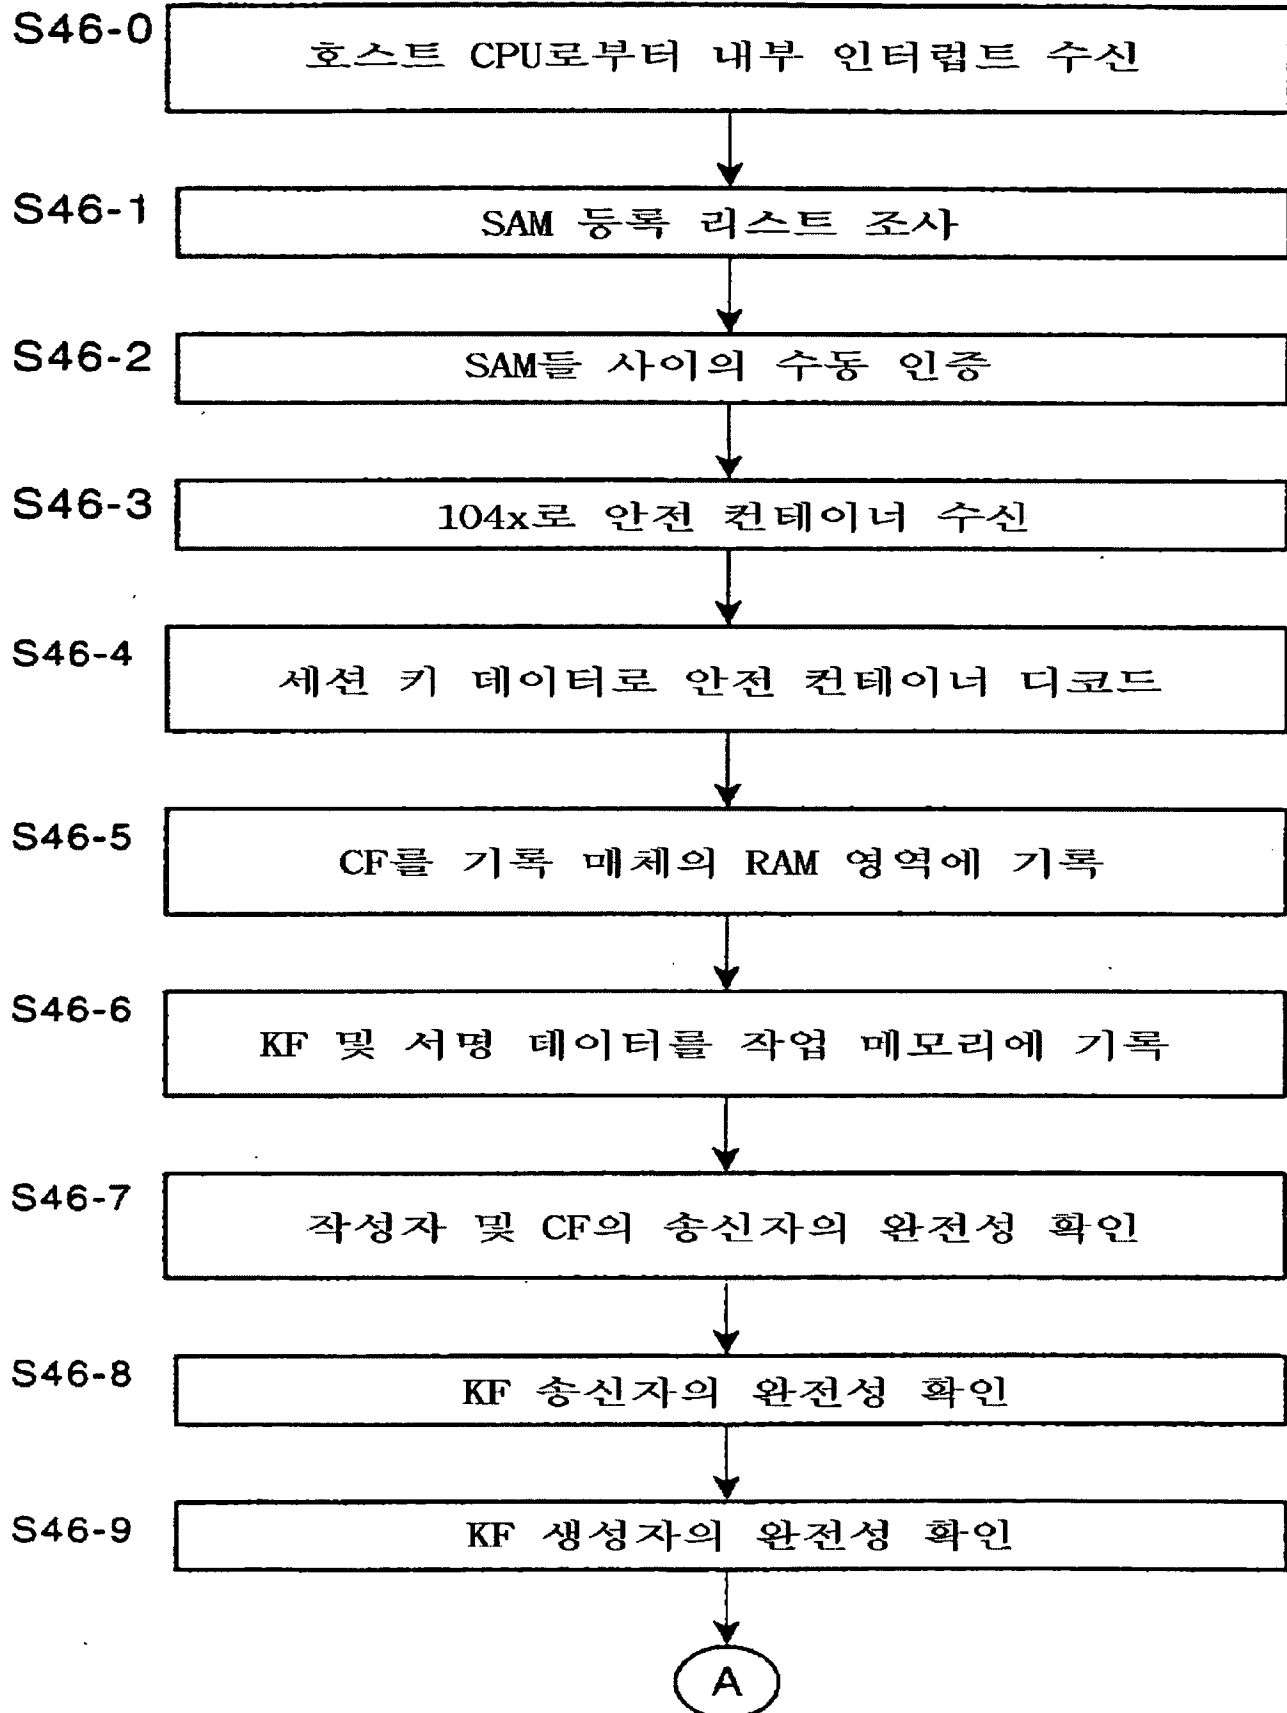 S46-0
호스트 CPU로부터 내부 인터럽트 수신
S46-1
SAM 등록 리스트 조사
S46-2
SAM들 사이의 수동 인증
S46-3
104x로 안전 컨테이너 수신
S46-4
세션 키 데이터로 안전 컨테이너 디코드
S46-5
CF를 기록 매체의 RAM 영역에 기록
S46-6
KF 및 서명 데이터를 작업 메모리에 기록
S46-7
작성자 및 CF의 송신자의 완전성 확인
S46-8
KF 송신자의 완전성 확인
S46-9
KF 생성자의 완전성 확인
A